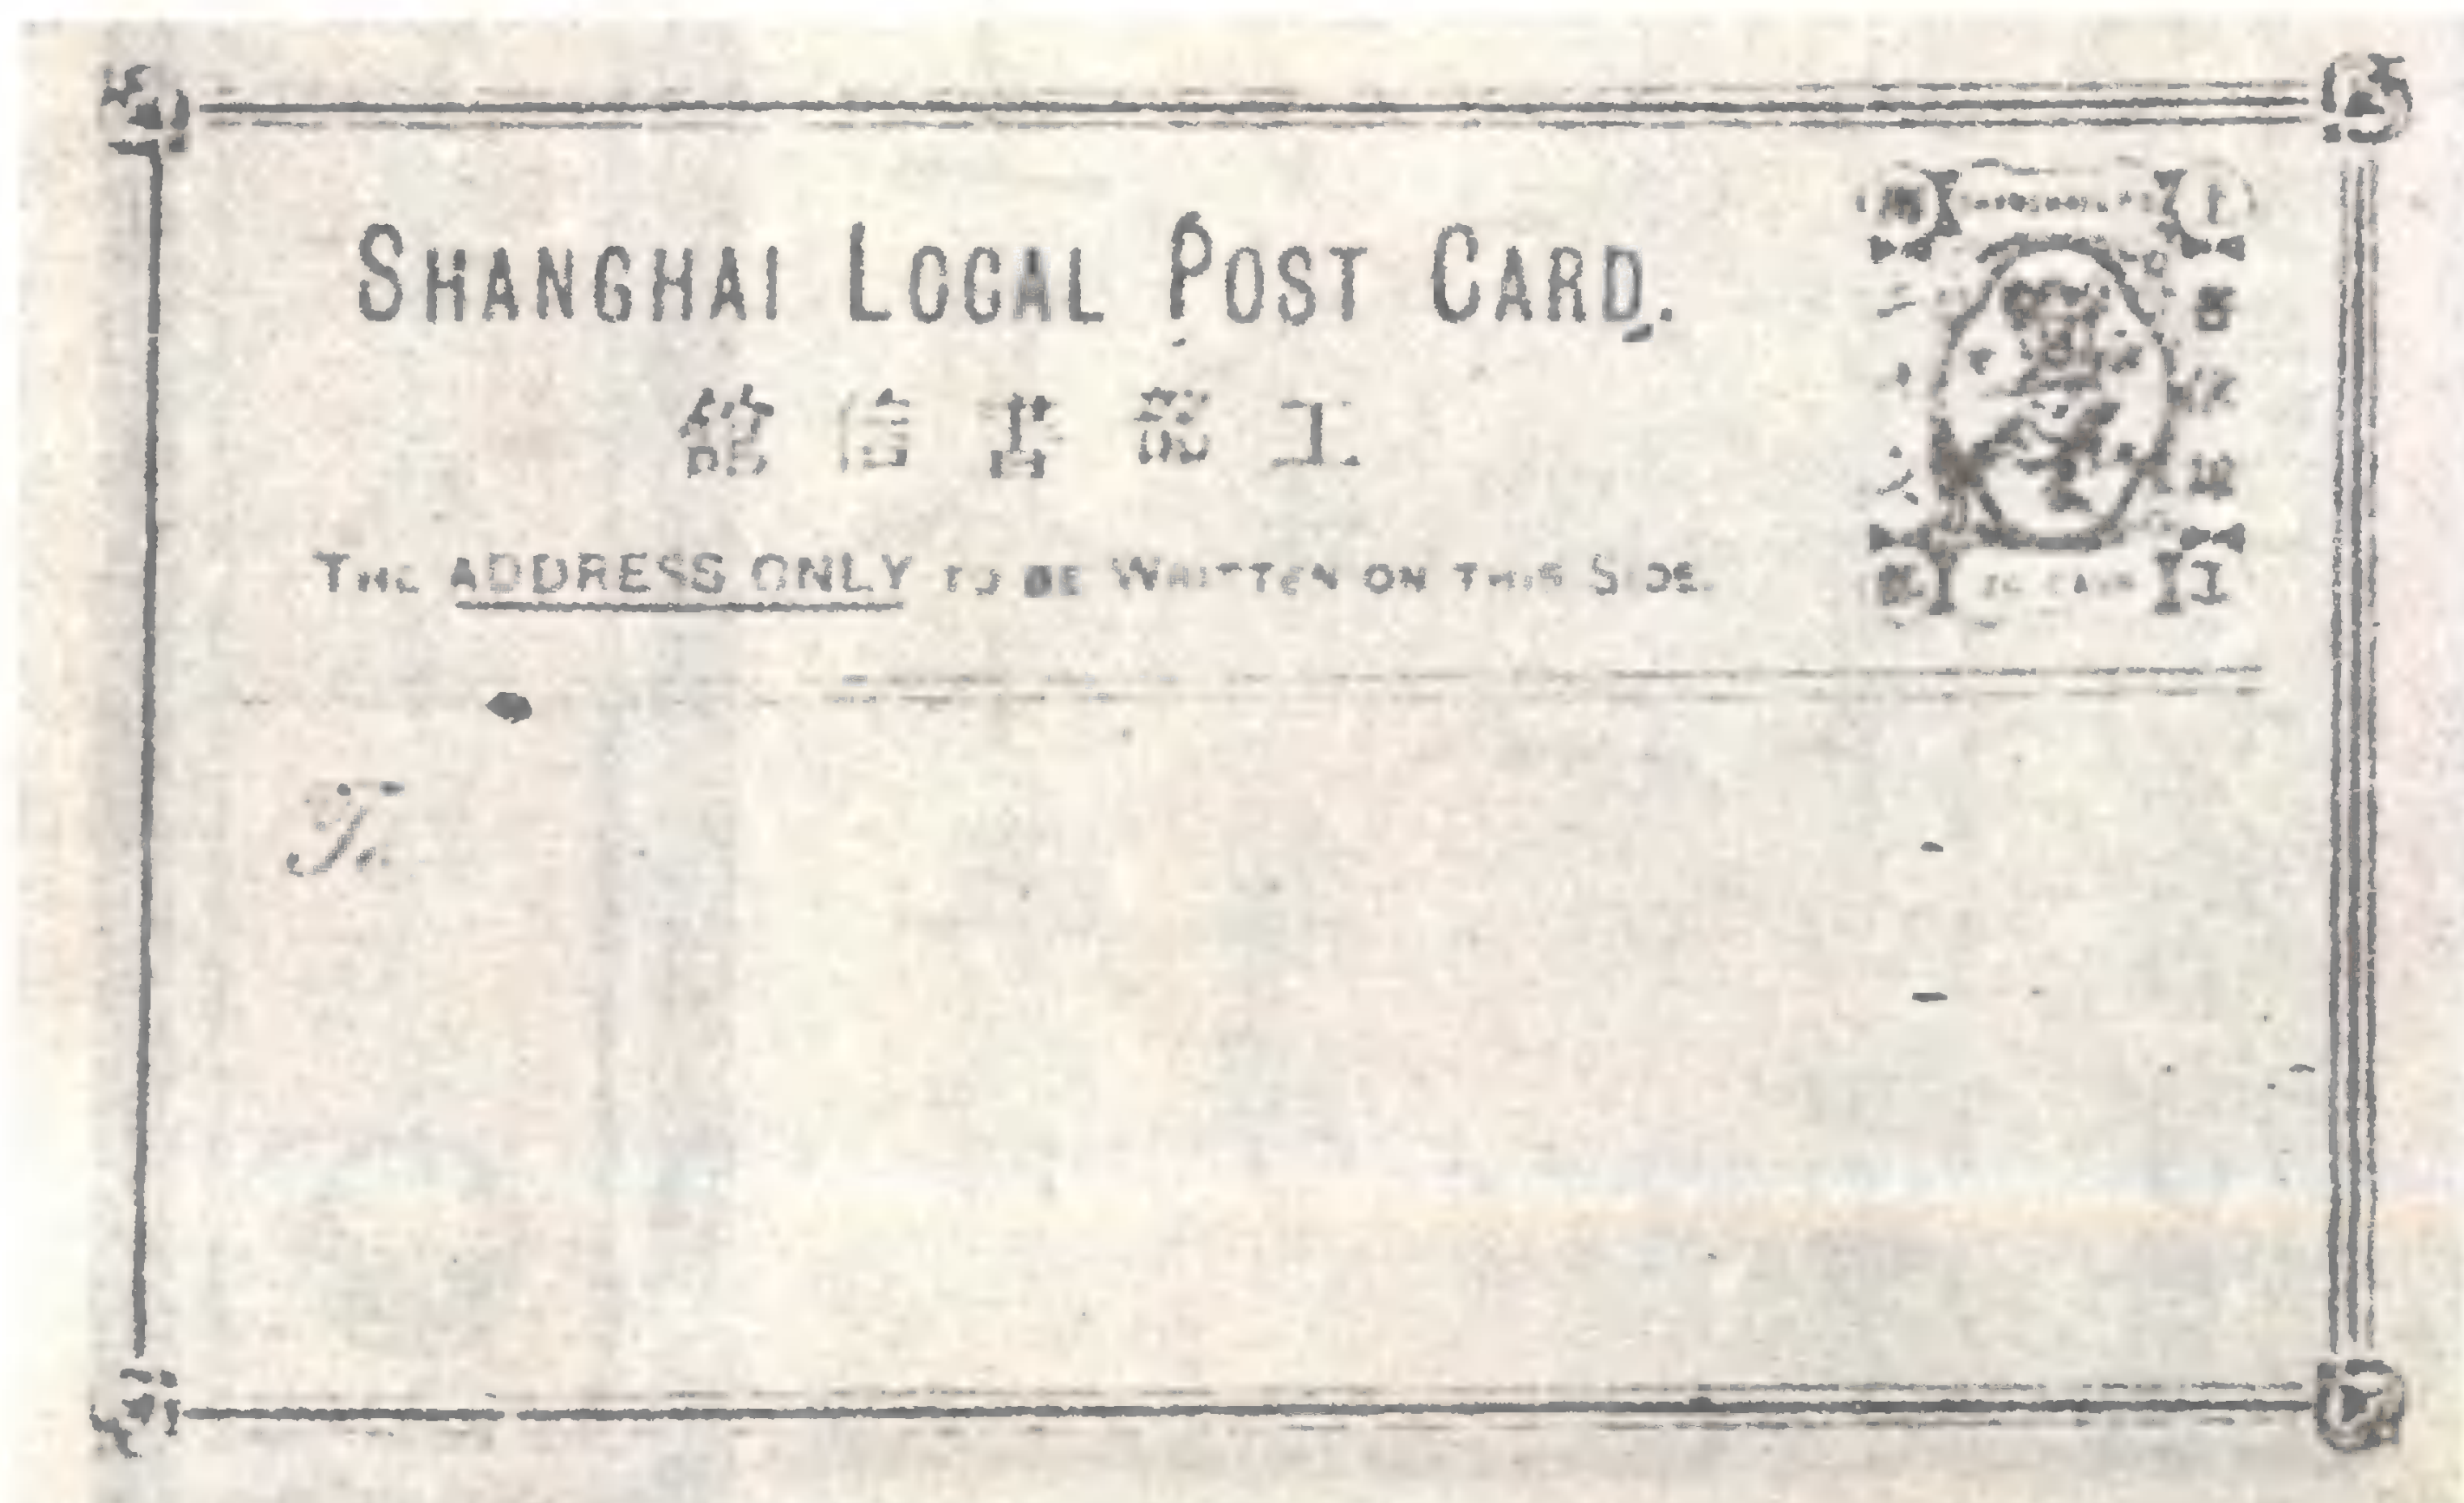 SHANGHAI LOCAL POST CARD.
館信書部工
THE ADDRESS ONLY TO BE WRITTEN ON THIS SIDE.
To